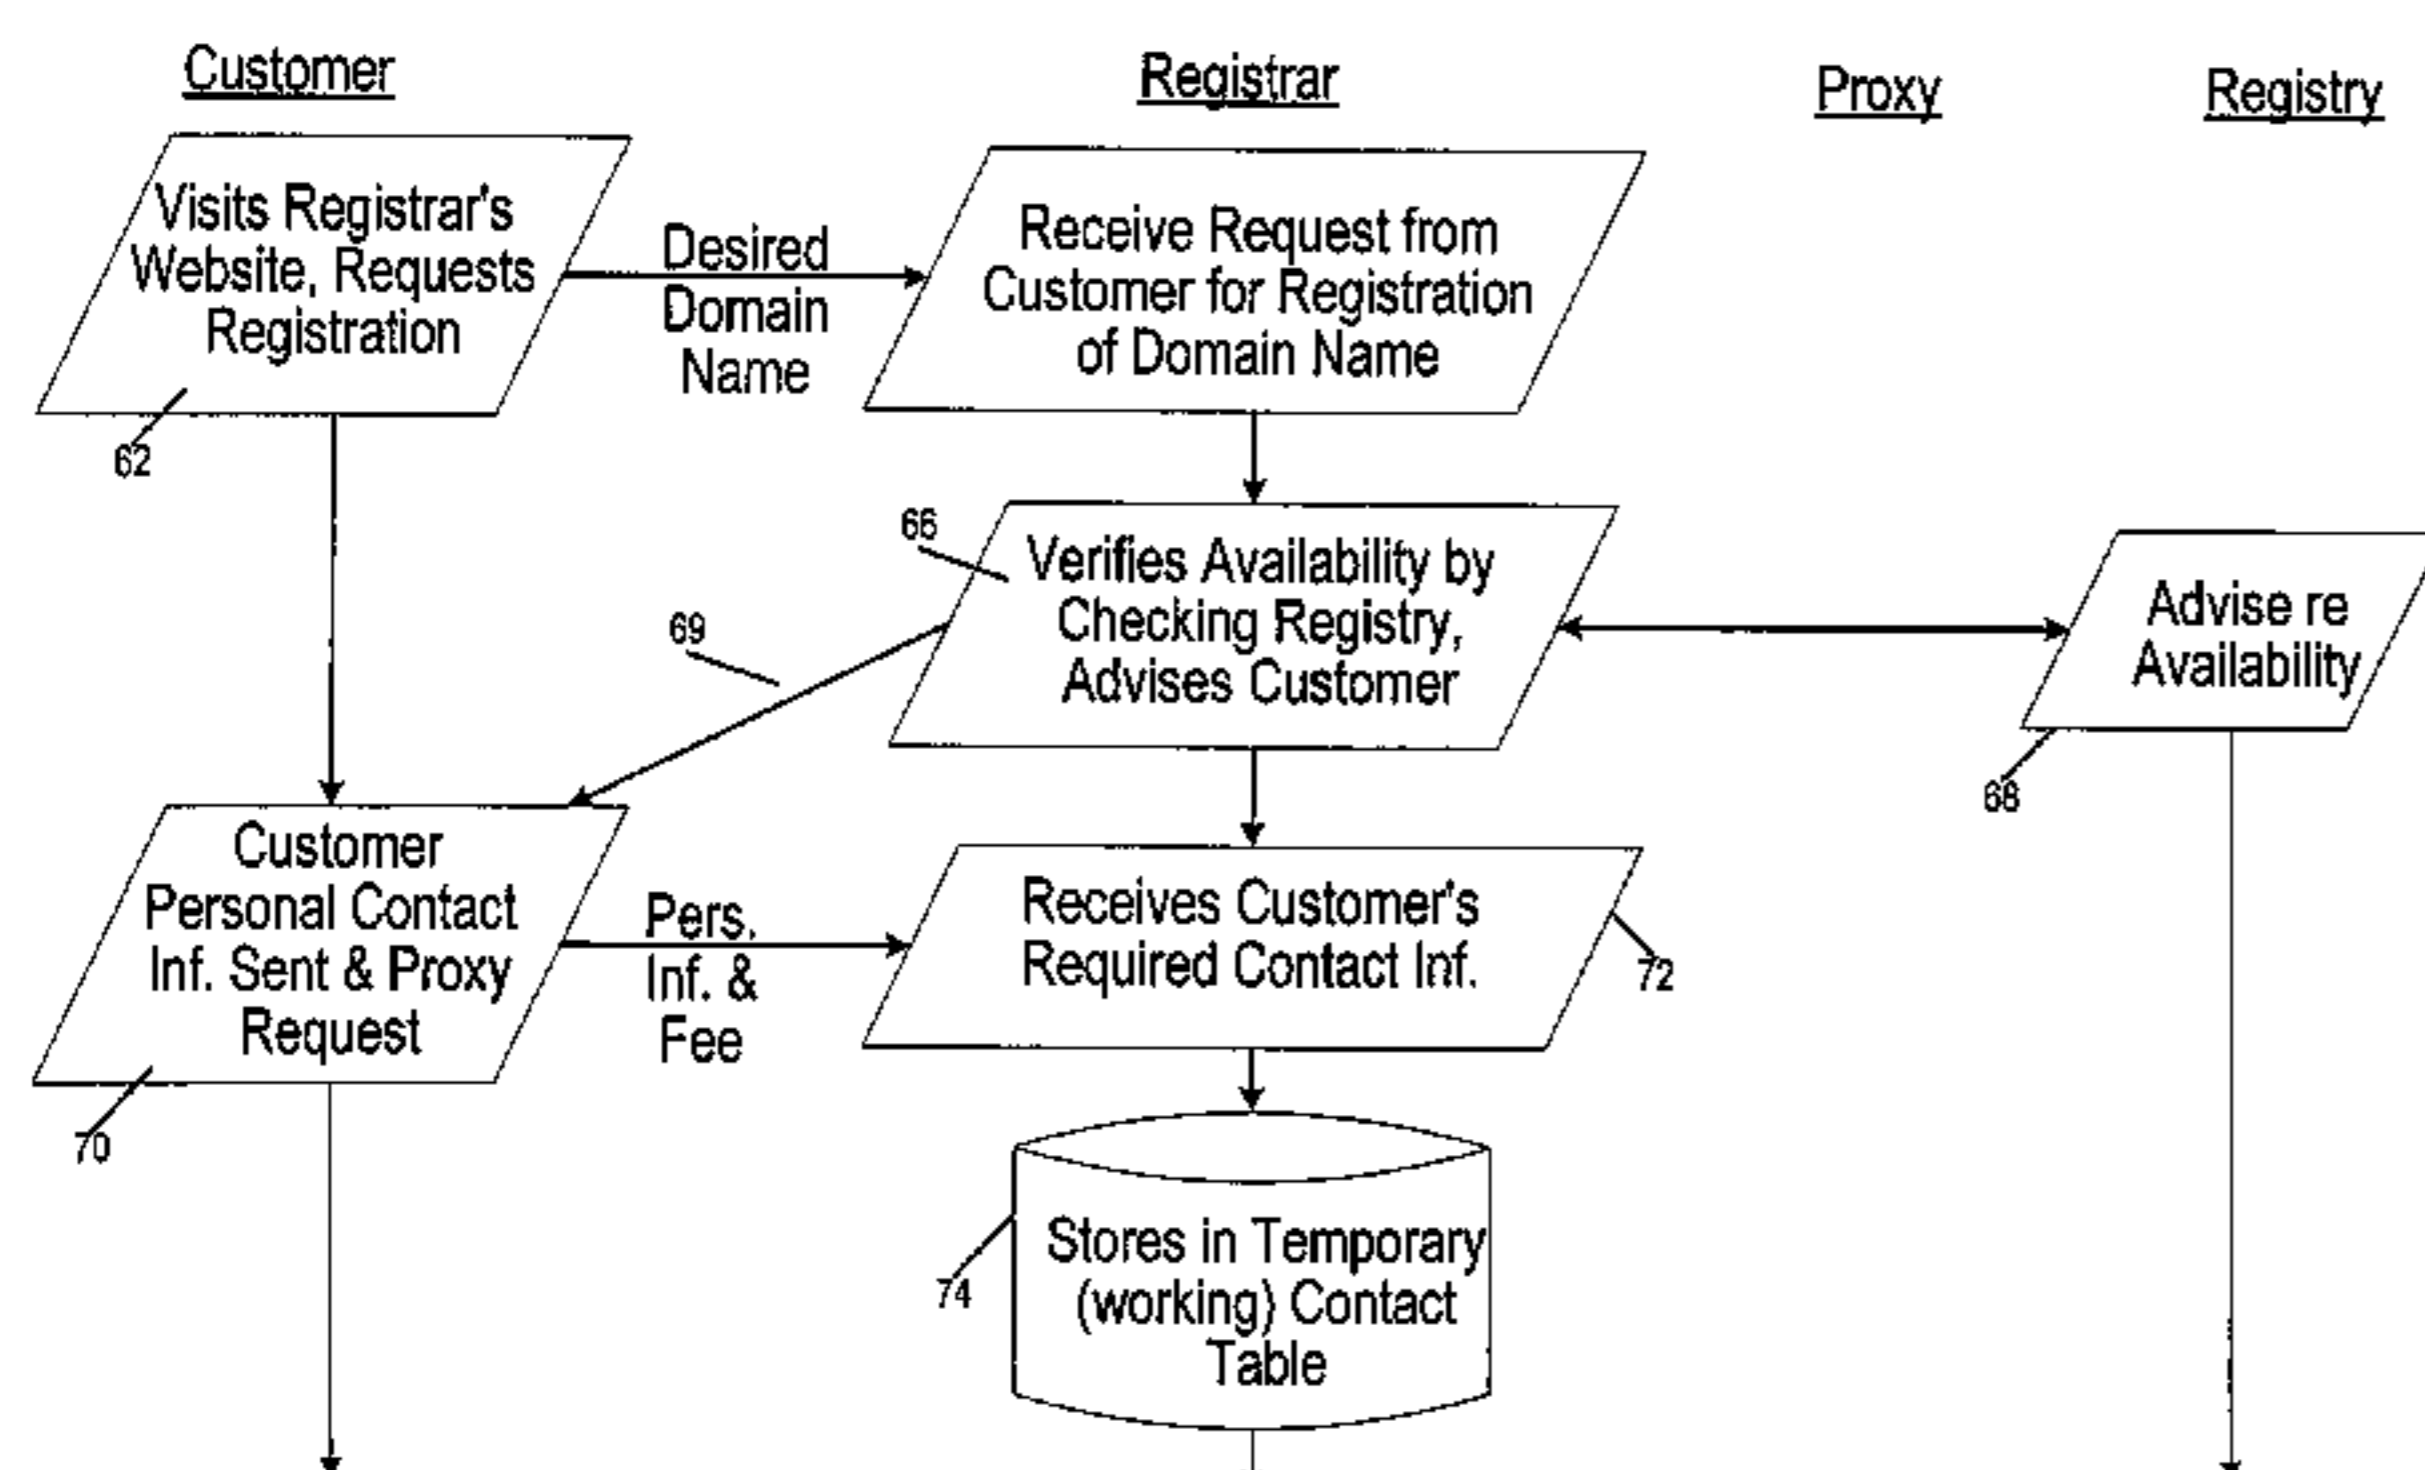 Customer
Registrar
Proxy
Registry
Visits Registrar's
Website, Requests
Registration
62
Desired
Domain
Name
Receive Request from
Customer for Registration
of Domain Name
66
Verifies Availability by
Checking Registry,
Advises Customer
69
Advise re
Availability
68
Customer
Personal Contact
Inf. Sent & Proxy
Request
70
Pers.
Inf. &
Fee
Receives Customer's
Required Contact Inf.
72
74
Stores in Temporary
(working) Contact
Table